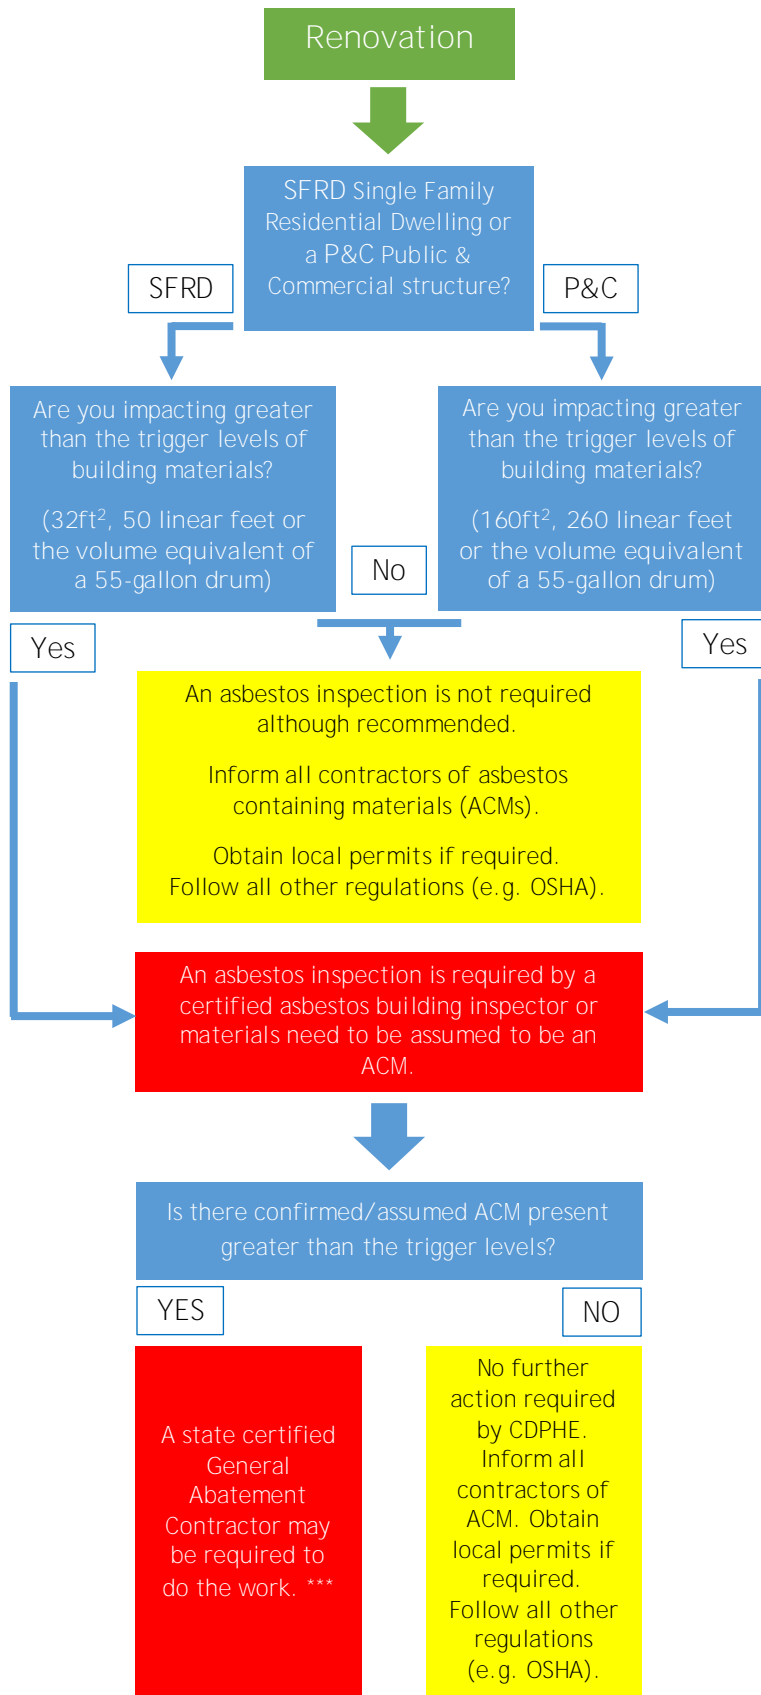 Renovation
SFRD Single Family
Residential Dwelling or
a P&C Public &
Commercial structure?
SFRD
P&C
Are you impacting greater
than the trigger levels of
building materials?
(32ft², 50 linear feet or
the volume equivalent of
a 55-gallon drum)
Are you impacting greater
than the trigger levels of
building materials?
(160ft², 260 linear feet
or the volume equivalent
of a 55-gallon drum)
No
Yes
Yes
An asbestos inspection is not required
although recommended.
Inform all contractors of asbestos
containing materials (ACMs).
Obtain local permits if required.
Follow all other regulations (e.g. OSHA).
An asbestos inspection is required by a
certified asbestos building inspector or
materials need to be assumed to be an
ACM.
Is there confirmed/assumed ACM present
greater than the trigger levels?
YES
NO
A state certified
General
Abatement
Contractor may
be required to
do the work. ***
No further
action required
by CDPHE.
Inform all
contractors of
ACM. Obtain
local permits if
required.
Follow all other
regulations
(e.g. OSHA).